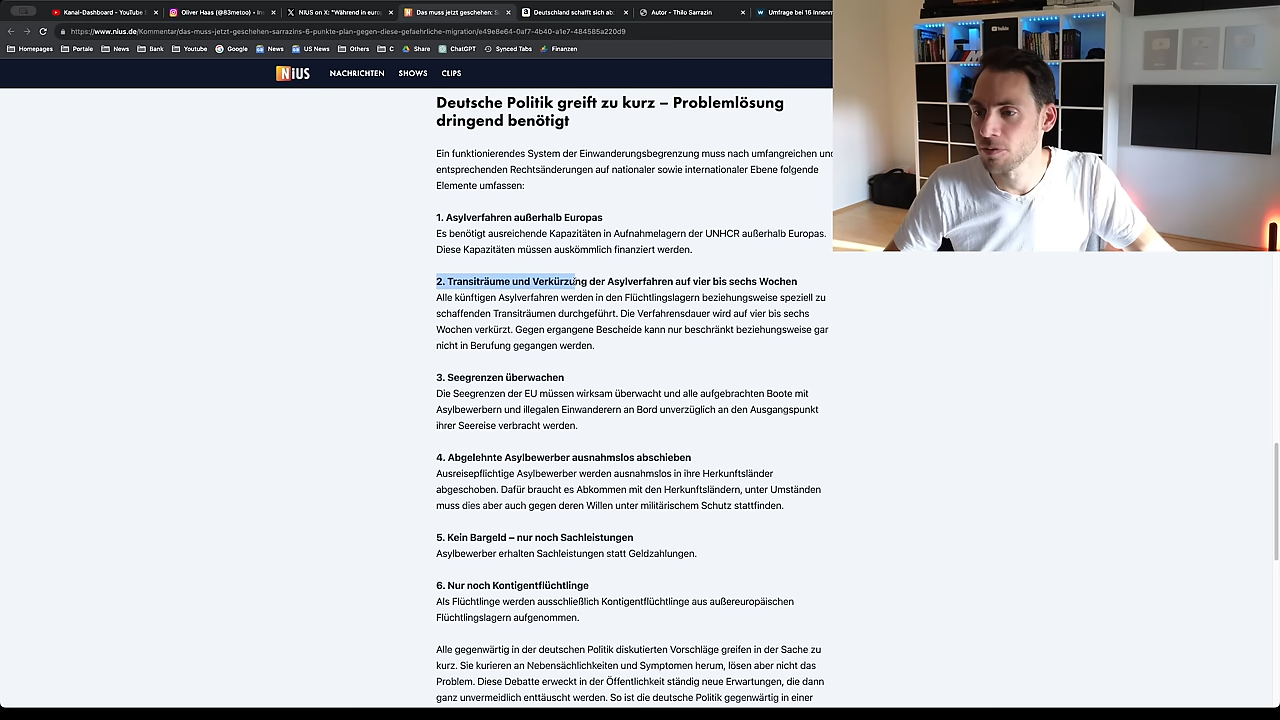 Kanal-Dashboard - YouTube
Oliver Haas (@83metoo) • In
NIUS on X: "Während in euro
Das muss jetzt geschehen: S
Deutschland schafft sich ab
Autor - Thilo Sarrazin
Umfrage bei 16 Innenm
https://www.nius.de/Kommentar/das-muss-jetzt-geschehen-sarrazins-6-punkte-plan-gegen-diese-gefaehrliche-migration/e49e8e64-0af7-4b40-a1e7-484585a220d9
Homepages Portale News Bank Youtube Google News US News Others C Share ChatGPT Synced Tabs Finanzen
NiUS NACHRICHTEN SHOWS CLIPS
Deutsche Politik greift zu kurz – Problemlösung
dringend benötigt
Ein funktionierendes System der Einwanderungsbegrenzung muss nach umfangreichen und
entsprechenden Rechtsänderungen auf nationaler sowie internationaler Ebene folgende
Elemente umfassen:
1. Asylverfahren außerhalb Europas
Es benötigt ausreichende Kapazitäten in Aufnahmelagern der UNHCR außerhalb Europas.
Diese Kapazitäten müssen auskömmlich finanziert werden.
2. Transiträume und Verkürzung der Asylverfahren auf vier bis sechs Wochen
Alle künftigen Asylverfahren werden in den Flüchtlingslagern beziehungsweise speziell zu
schaffenden Transiträumen durchgeführt. Die Verfahrensdauer wird auf vier bis sechs
Wochen verkürzt. Gegen ergangene Bescheide kann nur beschränkt beziehungsweise gar
nicht in Berufung gegangen werden.
3. Seegrenzen überwachen
Die Seegrenzen der EU müssen wirksam überwacht und alle aufgebrachten Boote mit
Asylbewerbern und illegalen Einwanderern an Bord unverzüglich an den Ausgangspunkt
ihrer Seereise verbracht werden.
4. Abgelehnte Asylbewerber ausnahmslos abschieben
Ausreisepflichtige Asylbewerber werden ausnahmslos in ihre Herkunftsländer
abgeschoben. Dafür braucht es Abkommen mit den Herkunftsländern, unter Umständen
muss dies aber auch gegen deren Willen unter militärischem Schutz stattfinden.
5. Kein Bargeld – nur noch Sachleistungen
Asylbewerber erhalten Sachleistungen statt Geldzahlungen.
6. Nur noch Kontigentflüchtlinge
Als Flüchtlinge werden ausschließlich Kontigentflüchtlinge aus außereuropäischen
Flüchtlingslagern aufgenommen.
Alle gegenwärtig in der deutschen Politik diskutierten Vorschläge greifen in der Sache zu
kurz. Sie kurieren an Nebensächlichkeiten und Symptomen herum, lösen aber nicht das
Problem. Diese Debatte erweckt in der Öffentlichkeit ständig neue Erwartungen, die dann
ganz unvermeidlich enttäuscht werden. So ist die deutsche Politik gegenwärtig in einer